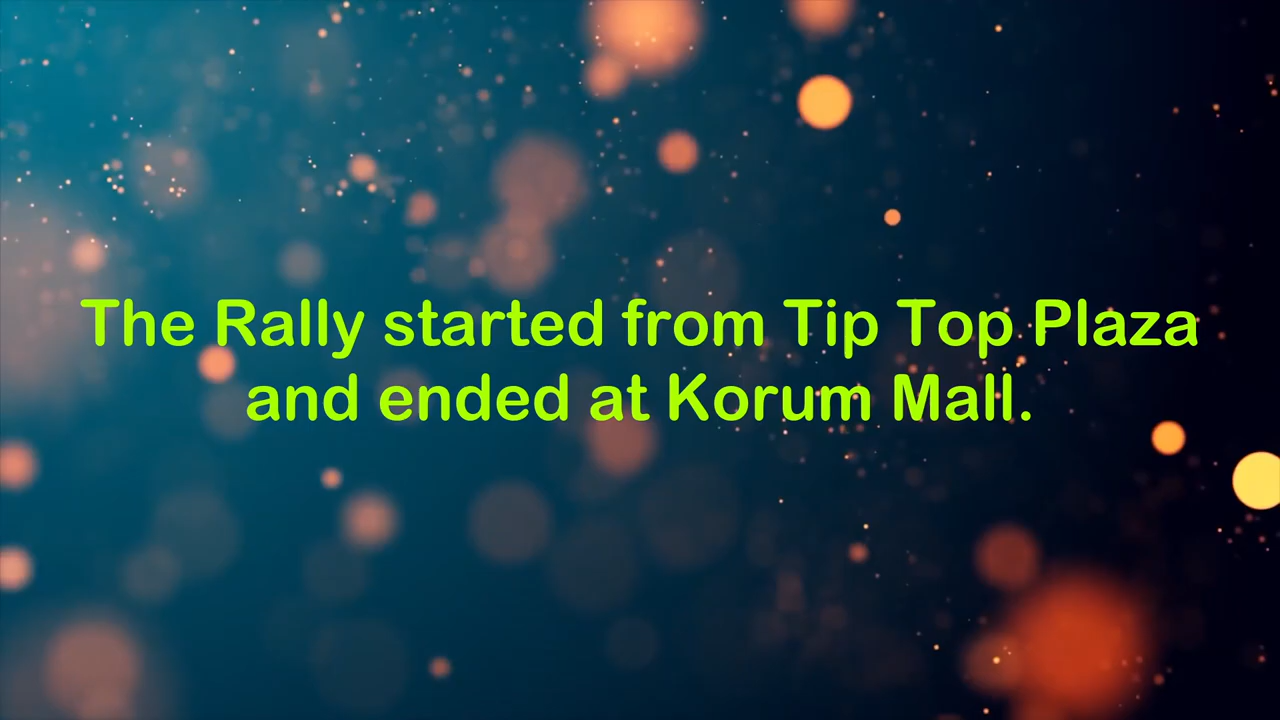 The Rally started from Tip Top Plaza
and ended at Korum Mall.